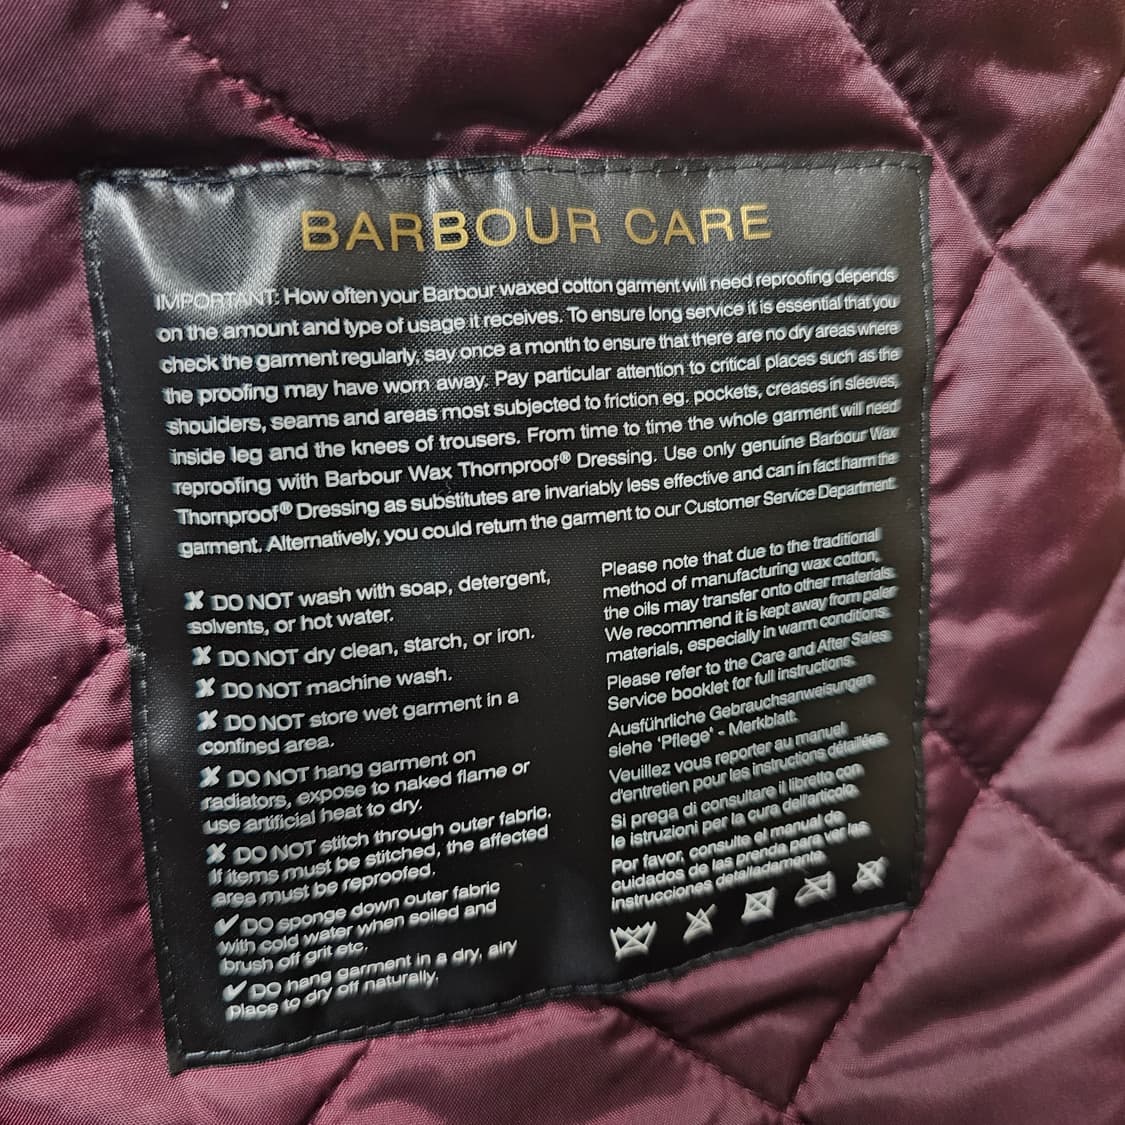 BARBOUR CARE
IMPORTANT: How often your Barbour waxed cotton garment will need reproofing depends
on the amount and type of usage it receives. To ensure long service it is essential that you
check the garment regularly, say once a month to ensure that there are no dry areas where
the proofing may have worn away. Pay particular attention to critical places such as the
shoulders, seams and areas most subjected to friction eg. pockets, creases in sleeves,
inside leg and the knees of trousers. From time to time the whole garment will need
reproofing with Barbour Wax Thornproof® Dressing. Use only genuine Barbour Wax
Thornproof® Dressing as substitutes are invariably less effective and can in fact harm the
garment. Alternatively, you could return the garment to our Customer Service Department.
✘ DO NOT wash with soap, detergent,
solvents, or hot water.
✘ DO NOT dry clean, starch, or iron.
✘ DO NOT machine wash.
✘ DO NOT store wet garment in a
confined area.
✘ DO NOT hang garment on
radiators, expose to naked flame or
use artificial heat to dry.
✘ DO NOT stitch through outer fabric.
If items must be stitched, the affected
area must be reproofed.
✔ DO sponge down outer fabric
with cold water when soiled and
brush off grit etc.
✔ DO hang garment in a dry, airy
place to dry off naturally.
Please note that due to the traditional
method of manufacturing wax cotton,
the oils may transfer onto other materials.
We recommend it is kept away from paler
materials, especially in warm conditions.
Please refer to the Care and After Sales
Service booklet for full instructions.
Ausführliche Gebrauchsanweisungen
siehe 'Pflege' - Merkblatt.
Veuillez vous reporter au manuel
d'entretien pour les instructions détaillées.
Si prega di consultare il libretto con
le istruzioni per la cura dell'articolo.
Por favor, consulte el manual de
cuidados de las prenda para ver las
instrucciones detalladamente.